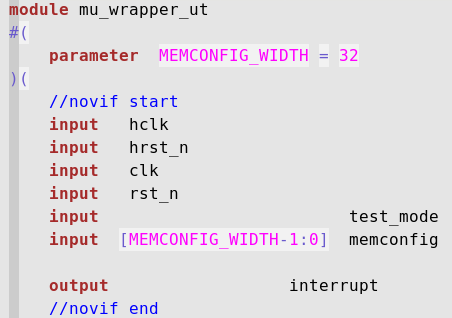 module mu_wrapper_ut
#(
    parameter  MEMCONFIG_WIDTH = 32
)(
    //novif start
    input   hclk
    input   hrst_n
    input   clk
    input   rst_n
    input                         test_mode
    input  [MEMCONFIG_WIDTH-1:0]  memconfig
    output                  interrupt
    //novif end